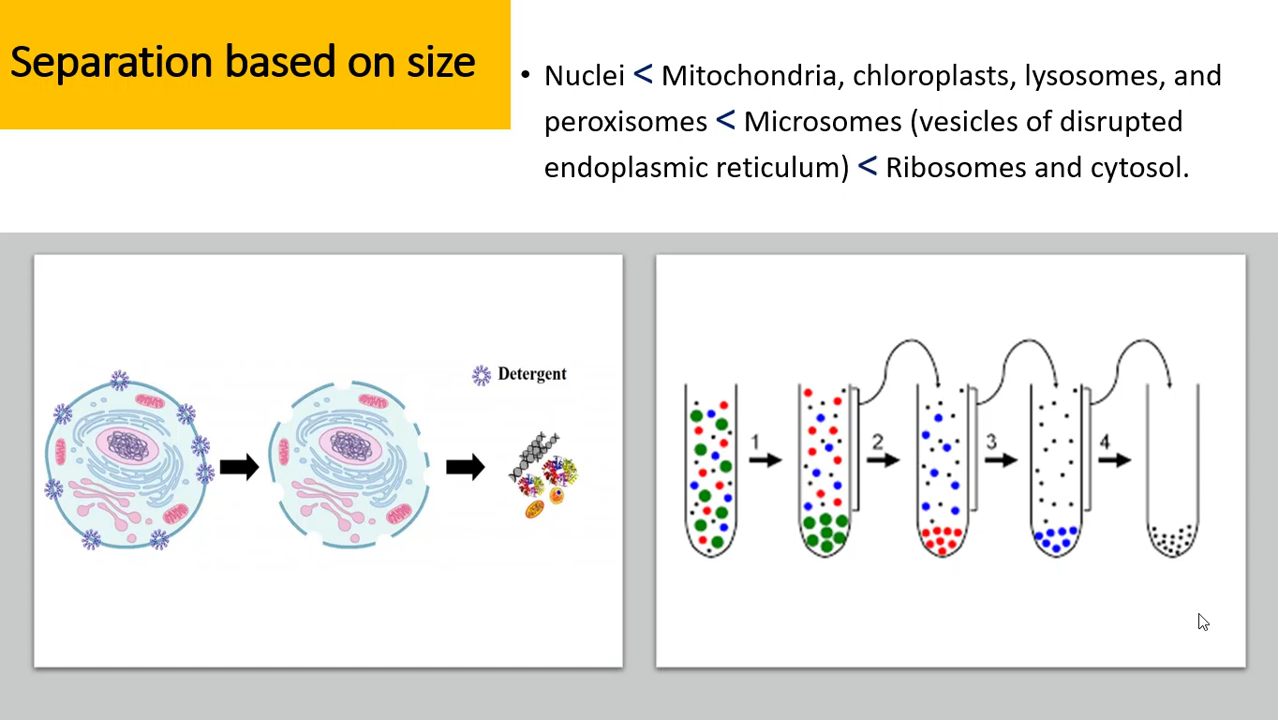 Separation based on size
• Nuclei < Mitochondria, chloroplasts, lysosomes, and
peroxisomes < Microsomes (vesicles of disrupted
endoplasmic reticulum) < Ribosomes and cytosol.
Detergent
1
2
3
4